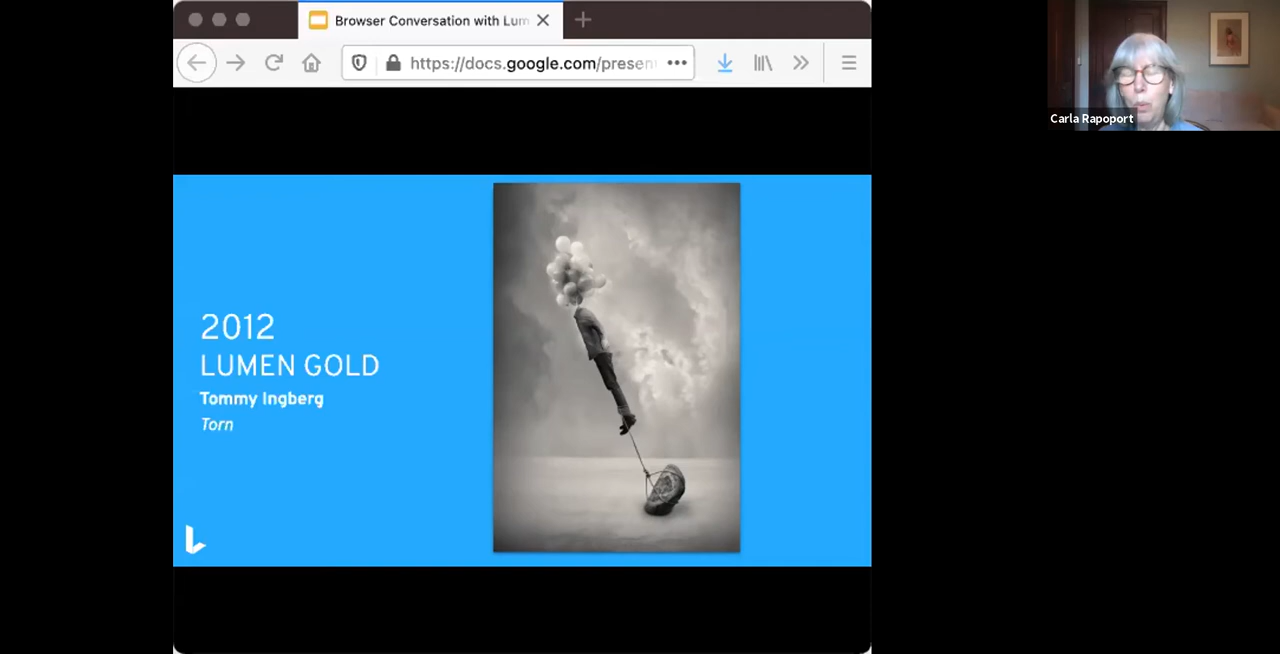 Browser Conversation with Lum
https://docs.google.com/presen
Carla Rapoport
2012
LUMEN GOLD
Tommy Ingberg
Torn